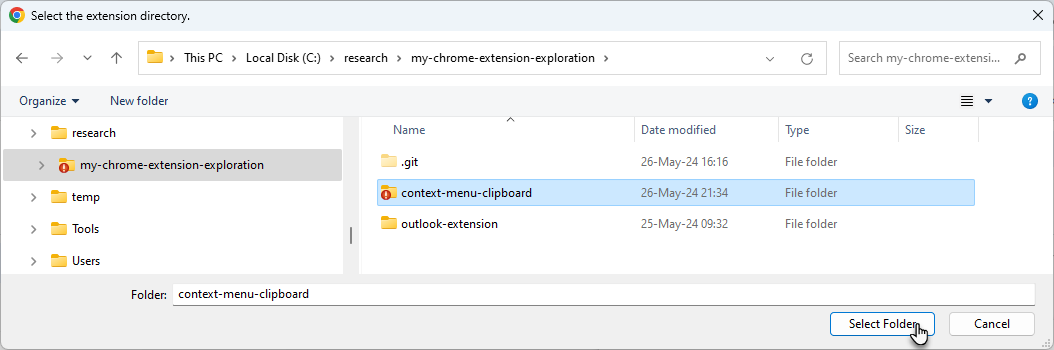 Select the extension directory.
This PC > Local Disk (C:) > research > my-chrome-extension-exploration >
Search my-chrome-extensi...
Organize New folder
research
my-chrome-extension-exploration
temp
Tools
Users
Name Date modified Type Size
.git 26-May-24 16:16 File folder
context-menu-clipboard 26-May-24 21:34 File folder
outlook-extension 25-May-24 09:32 File folder
Folder: context-menu-clipboard
Select Folder Cancel